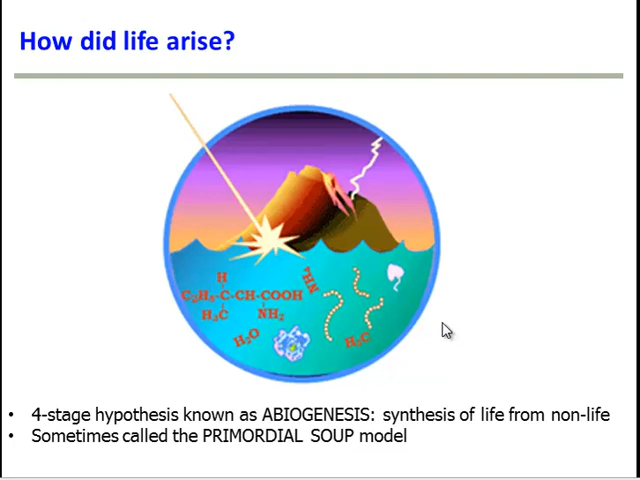 How did life arise?
H
C₂H₅-C-CH-COOH
H₃C NH₂
NH₃
H₂O
H₂C
• 4-stage hypothesis known as ABIOGENESIS: synthesis of life from non-life
• Sometimes called the PRIMORDIAL SOUP model